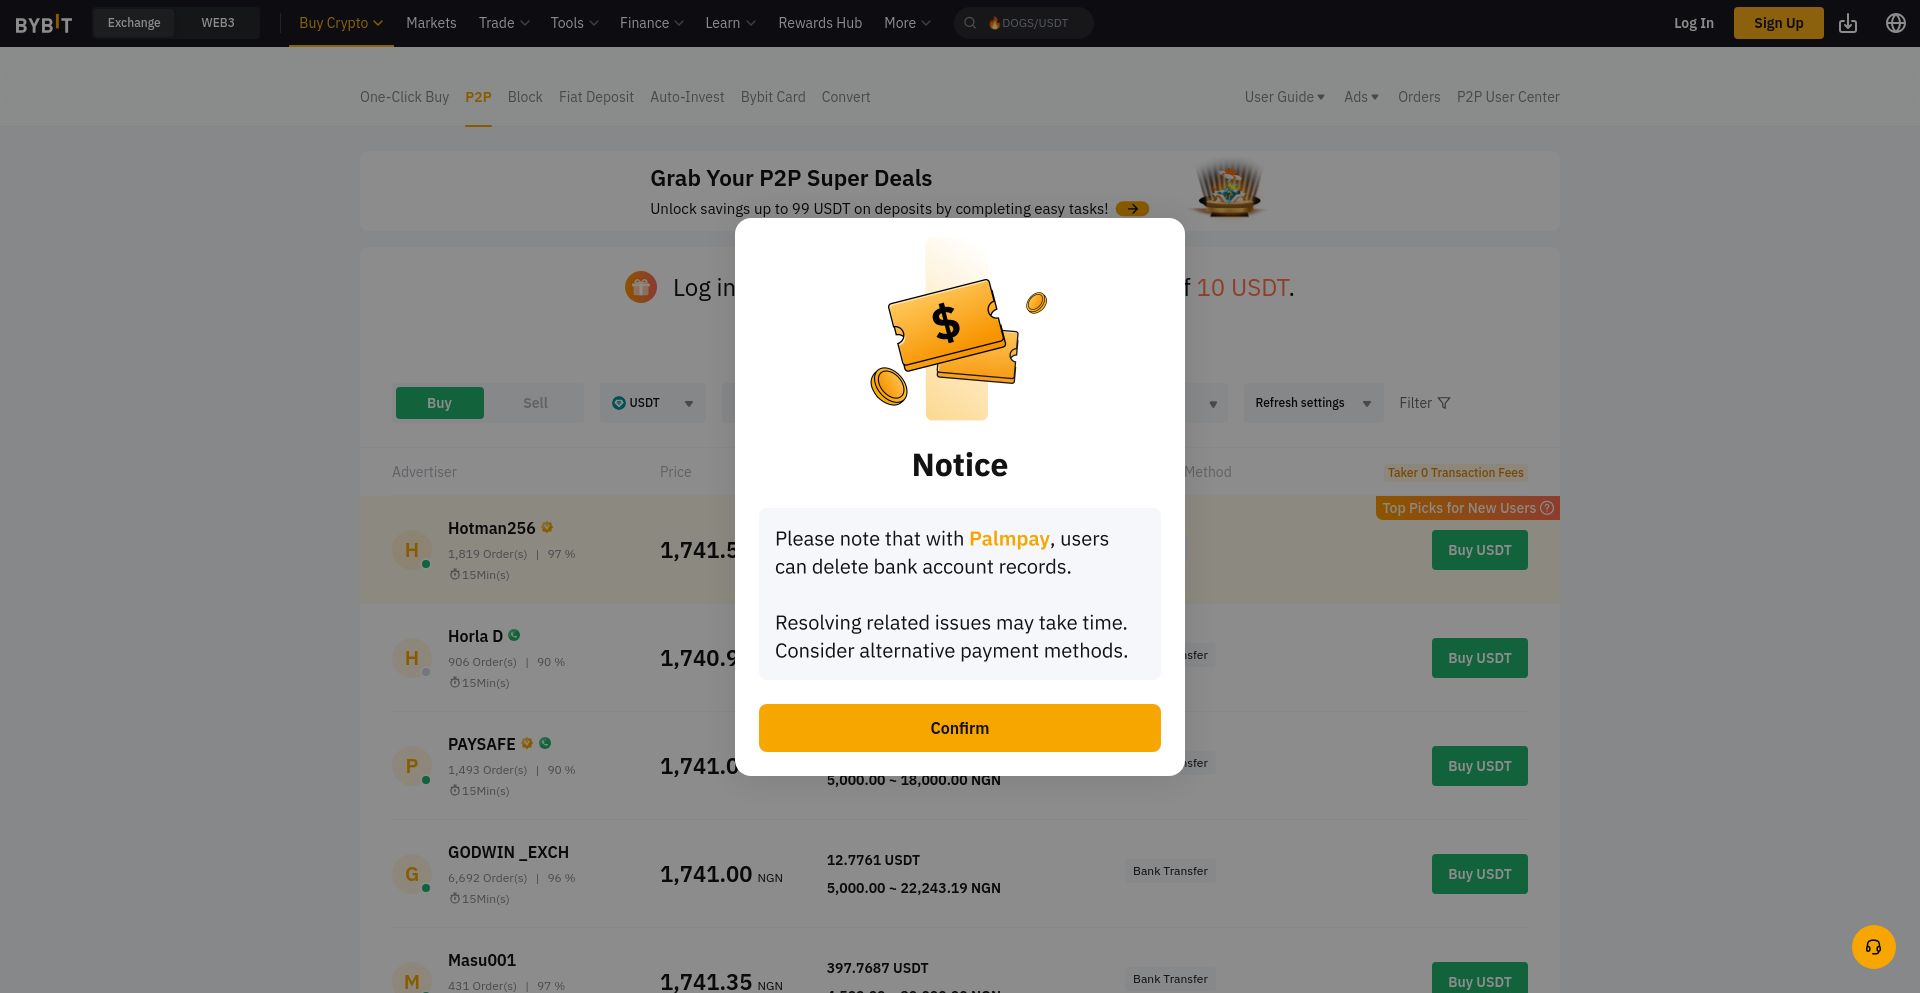 BYBIT
Exchange WEB3 Buy Crypto Markets Trade Tools Finance Learn Rewards Hub More DOGS/USDT Log In Sign Up
One-Click Buy P2P Block Fiat Deposit Auto-Invest Bybit Card Convert User Guide Ads Orders P2P User Center
Grab Your P2P Super Deals
Unlock savings up to 99 USDT on deposits by completing easy tasks!
Log in
10 USDT.
Buy Sell USDT Refresh settings Filter
Advertiser Price Method Taker 0 Transaction Fees
Top Picks for New Users
H Hotman256
1,819 Order(s) | 97 %
15Min(s)
1,741.5
Buy USDT
H Horla D
906 Order(s) | 90 %
15Min(s)
1,740.9
Buy USDT
P PAYSAFE
1,493 Order(s) | 90 %
15Min(s)
1,741.0
5,000.00 ~ 18,000.00 NGN
Buy USDT
G GODWIN _EXCH
6,692 Order(s) | 96 %
15Min(s)
1,741.00 NGN
12.7761 USDT
5,000.00 ~ 22,243.19 NGN
Bank Transfer
Buy USDT
M Masu001
431 Order(s) | 97 %
1,741.35 NGN
397.7687 USDT
Bank Transfer
Buy USDT
$
Notice
Please note that with Palmpay, users
can delete bank account records.
Resolving related issues may take time.
Consider alternative payment methods.
Confirm